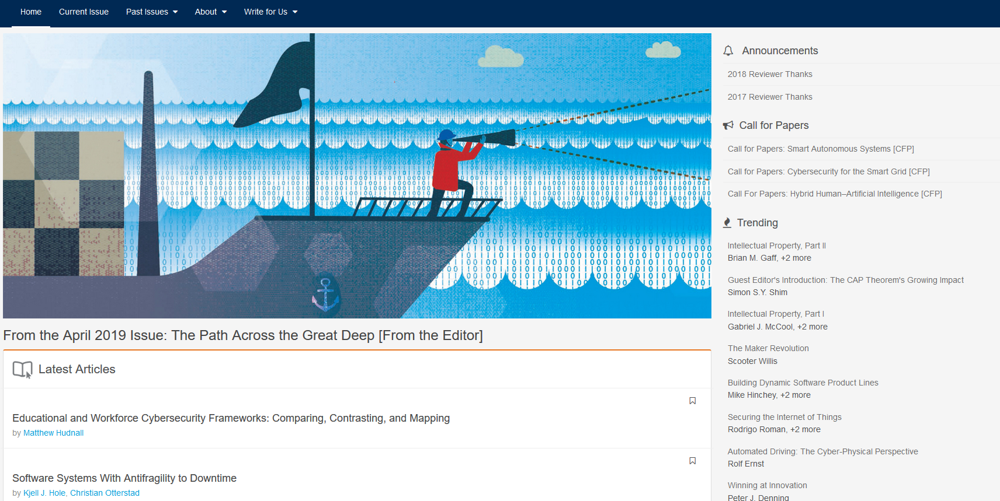 Home Current Issue Past Issues About Write for Us
From the April 2019 Issue: The Path Across the Great Deep [From the Editor]
Latest Articles
Educational and Workforce Cybersecurity Frameworks: Comparing, Contrasting, and Mapping
by Matthew Hudnall
Software Systems With Antifragility to Downtime
by Kjell J. Hole, Christian Otterstad
Announcements
2018 Reviewer Thanks
2017 Reviewer Thanks
Call for Papers
Call for Papers: Smart Autonomous Systems [CFP]
Call for Papers: Cybersecurity for the Smart Grid [CFP]
Call For Papers: Hybrid Human–Artificial Intelligence [CFP]
Trending
Intellectual Property, Part II
Brian M. Gaff, +2 more
Guest Editor's Introduction: The CAP Theorem's Growing Impact
Simon S.Y. Shim
Intellectual Property, Part I
Gabriel J. McCool, +2 more
The Maker Revolution
Scooter Willis
Building Dynamic Software Product Lines
Mike Hinchey, +2 more
Securing the Internet of Things
Rodrigo Roman, +2 more
Automated Driving: The Cyber-Physical Perspective
Rolf Ernst
Winning at Innovation
Peter J. Denning